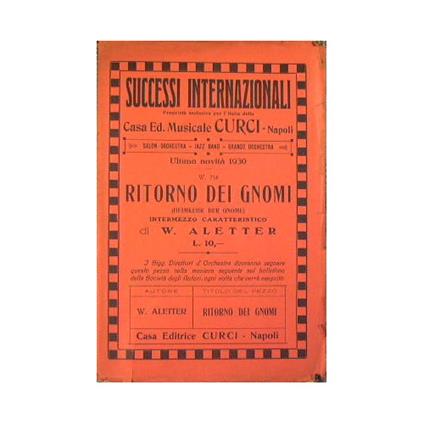 SUCCESSI INTERNAZIONALI
Proprietà esclusiva per l'Italia della
Casa Ed. Musicale CURCI - Napoli
SALON ORCHESTRA - JAZZ BAND - GRANDE ORCHESTRA
Ultima novità 1930
W. 714
RITORNO DEI GNOMI
(HEIMKEHR DER GNOME)
INTERMEZZO CARATTERISTICO
di W. ALETTER
L. 10,—
I Sigg. Direttori d'Orchestra dovranno segnare
questo pezzo nella maniera seguente sul bollettino
della Società degli Autori, ogni volta che verrà eseguito
AUTORE
TITOLO DEL PEZZO
W. ALETTER
RITORNO DEI GNOMI
Casa Editrice CURCI - Napoli